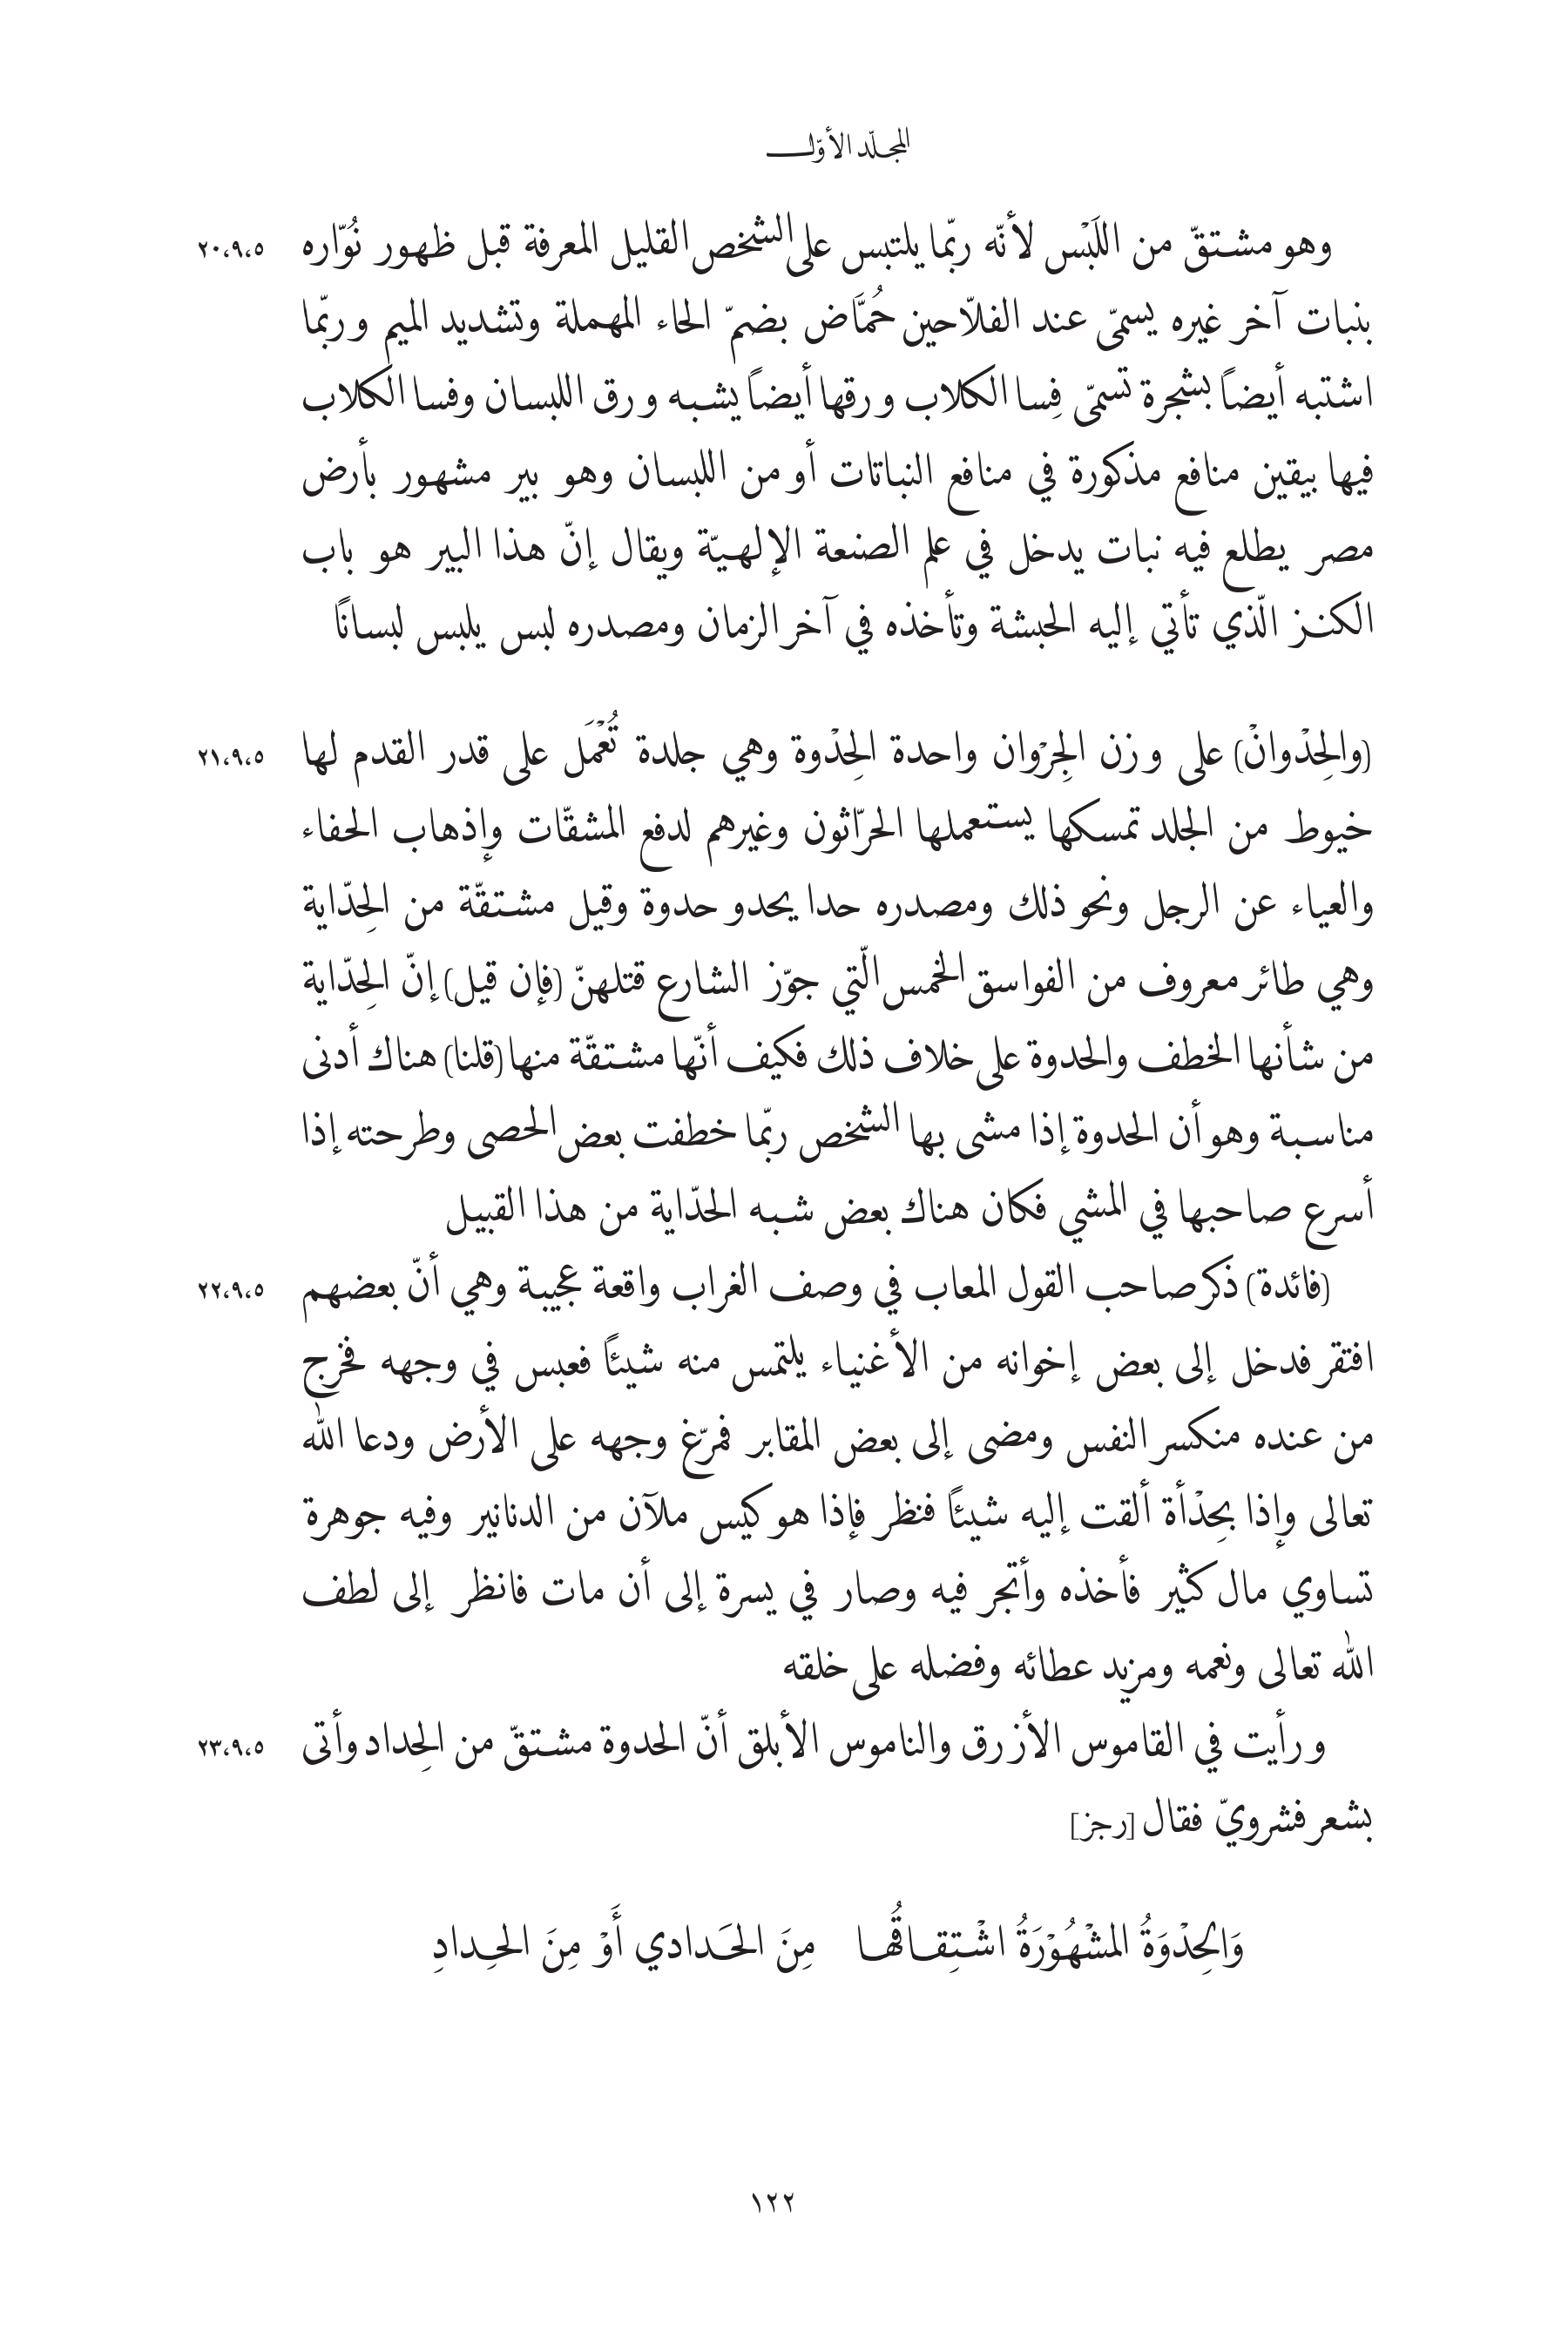 المجلّد الأوّل
وهو مشتقّ من اللَبْس لأنّه ربّما يلتبس على الشخص القليل المعرفة قبل ظهور نُوّاره ٢٠،٩،٥
بنبات آخر غيره يسمّى عند الفلّاحين حُمَّاض بضمّ الحاء المهملة وتشديد الميم وربّما
اشتبه أيضاً بشجرة تسمّى فِسا الكلاب ورقها أيضاً يشبه ورق اللبسان وفسا الكلاب
فيها بيقين منافع مذكورة في منافع النباتات أو من اللبسان وهو بير مشهور بأرض
مصر يطلع فيه نبات يدخل في علم الصنعة الإلهيّة ويقال إنّ هذا البير هو باب
الكنز الّذي تأتي إليه الحبشة وتأخذه في آخر الزمان ومصدره لبس يلبس لبسانًا
(والحِدْوانْ) على وزن الجِرْوان واحدة الحِدْوة وهي جلدة تُعْمَل على قدر القدم لها ٢١،٩،٥
خيوط من الجلد تمسكها يستعملها الحرّاثون وغيرهم لدفع المشقّات وإذهاب الحفاء
والعياء عن الرجل ونحو ذلك ومصدره حدا يحدو حدوة وقيل مشتقّة من الحِدّاية
وهي طائر معروف من الفواسق الخمس الّتي جوّز الشارع قتلهنّ (فإن قيل) إنّ الحِدّاية
من شأنها الخطف والحدوة على خلاف ذلك فكيف أنّها مشتقّة منها (قلنا) هناك أدنى
مناسبة وهو أن الحدوة إذا مشى بها الشخص ربّما خطفت بعض الحصى وطرحته إذا
أسرع صاحبها في المشي فكان هناك بعض شبه الحدّاية من هذا القبيل
(فائدة) ذكر صاحب القول المعاب في وصف الغراب واقعة عجيبة وهي أنّ بعضهم ٢٢،٩،٥
افتقر فدخل إلى بعض إخوانه من الأغنياء يلتمس منه شيئاً فعبس في وجهه فخرج
من عنده منكسر النفس ومضى إلى بعض المقابر فمرّغ وجهه على الأرض ودعا الله
تعالى وإذا بحِدْأة ألقت إليه شيئاً فنظر فإذا هو كيس ملآن من الدنانير وفيه جوهرة
تساوي مال كثير فأخذه وأتجر فيه وصار في يسرة إلى أن مات فانظر إلى لطف
الله تعالى ونعمه ومزيد عطائه وفضله على خلقه
ورأيت في القاموس الأزرق والناموس الأبلق أنّ الحدوة مشتقّ من الحِداد وأتى ٢٣،٩،٥
بشعر فشرويّ فقال [رجز]
وَالحِدْوَةُ المشْهُوْرَةُ اشْتِقاقُها مِنَ الحَدادي أَوْ مِنَ الحِدادِ
١٢٢